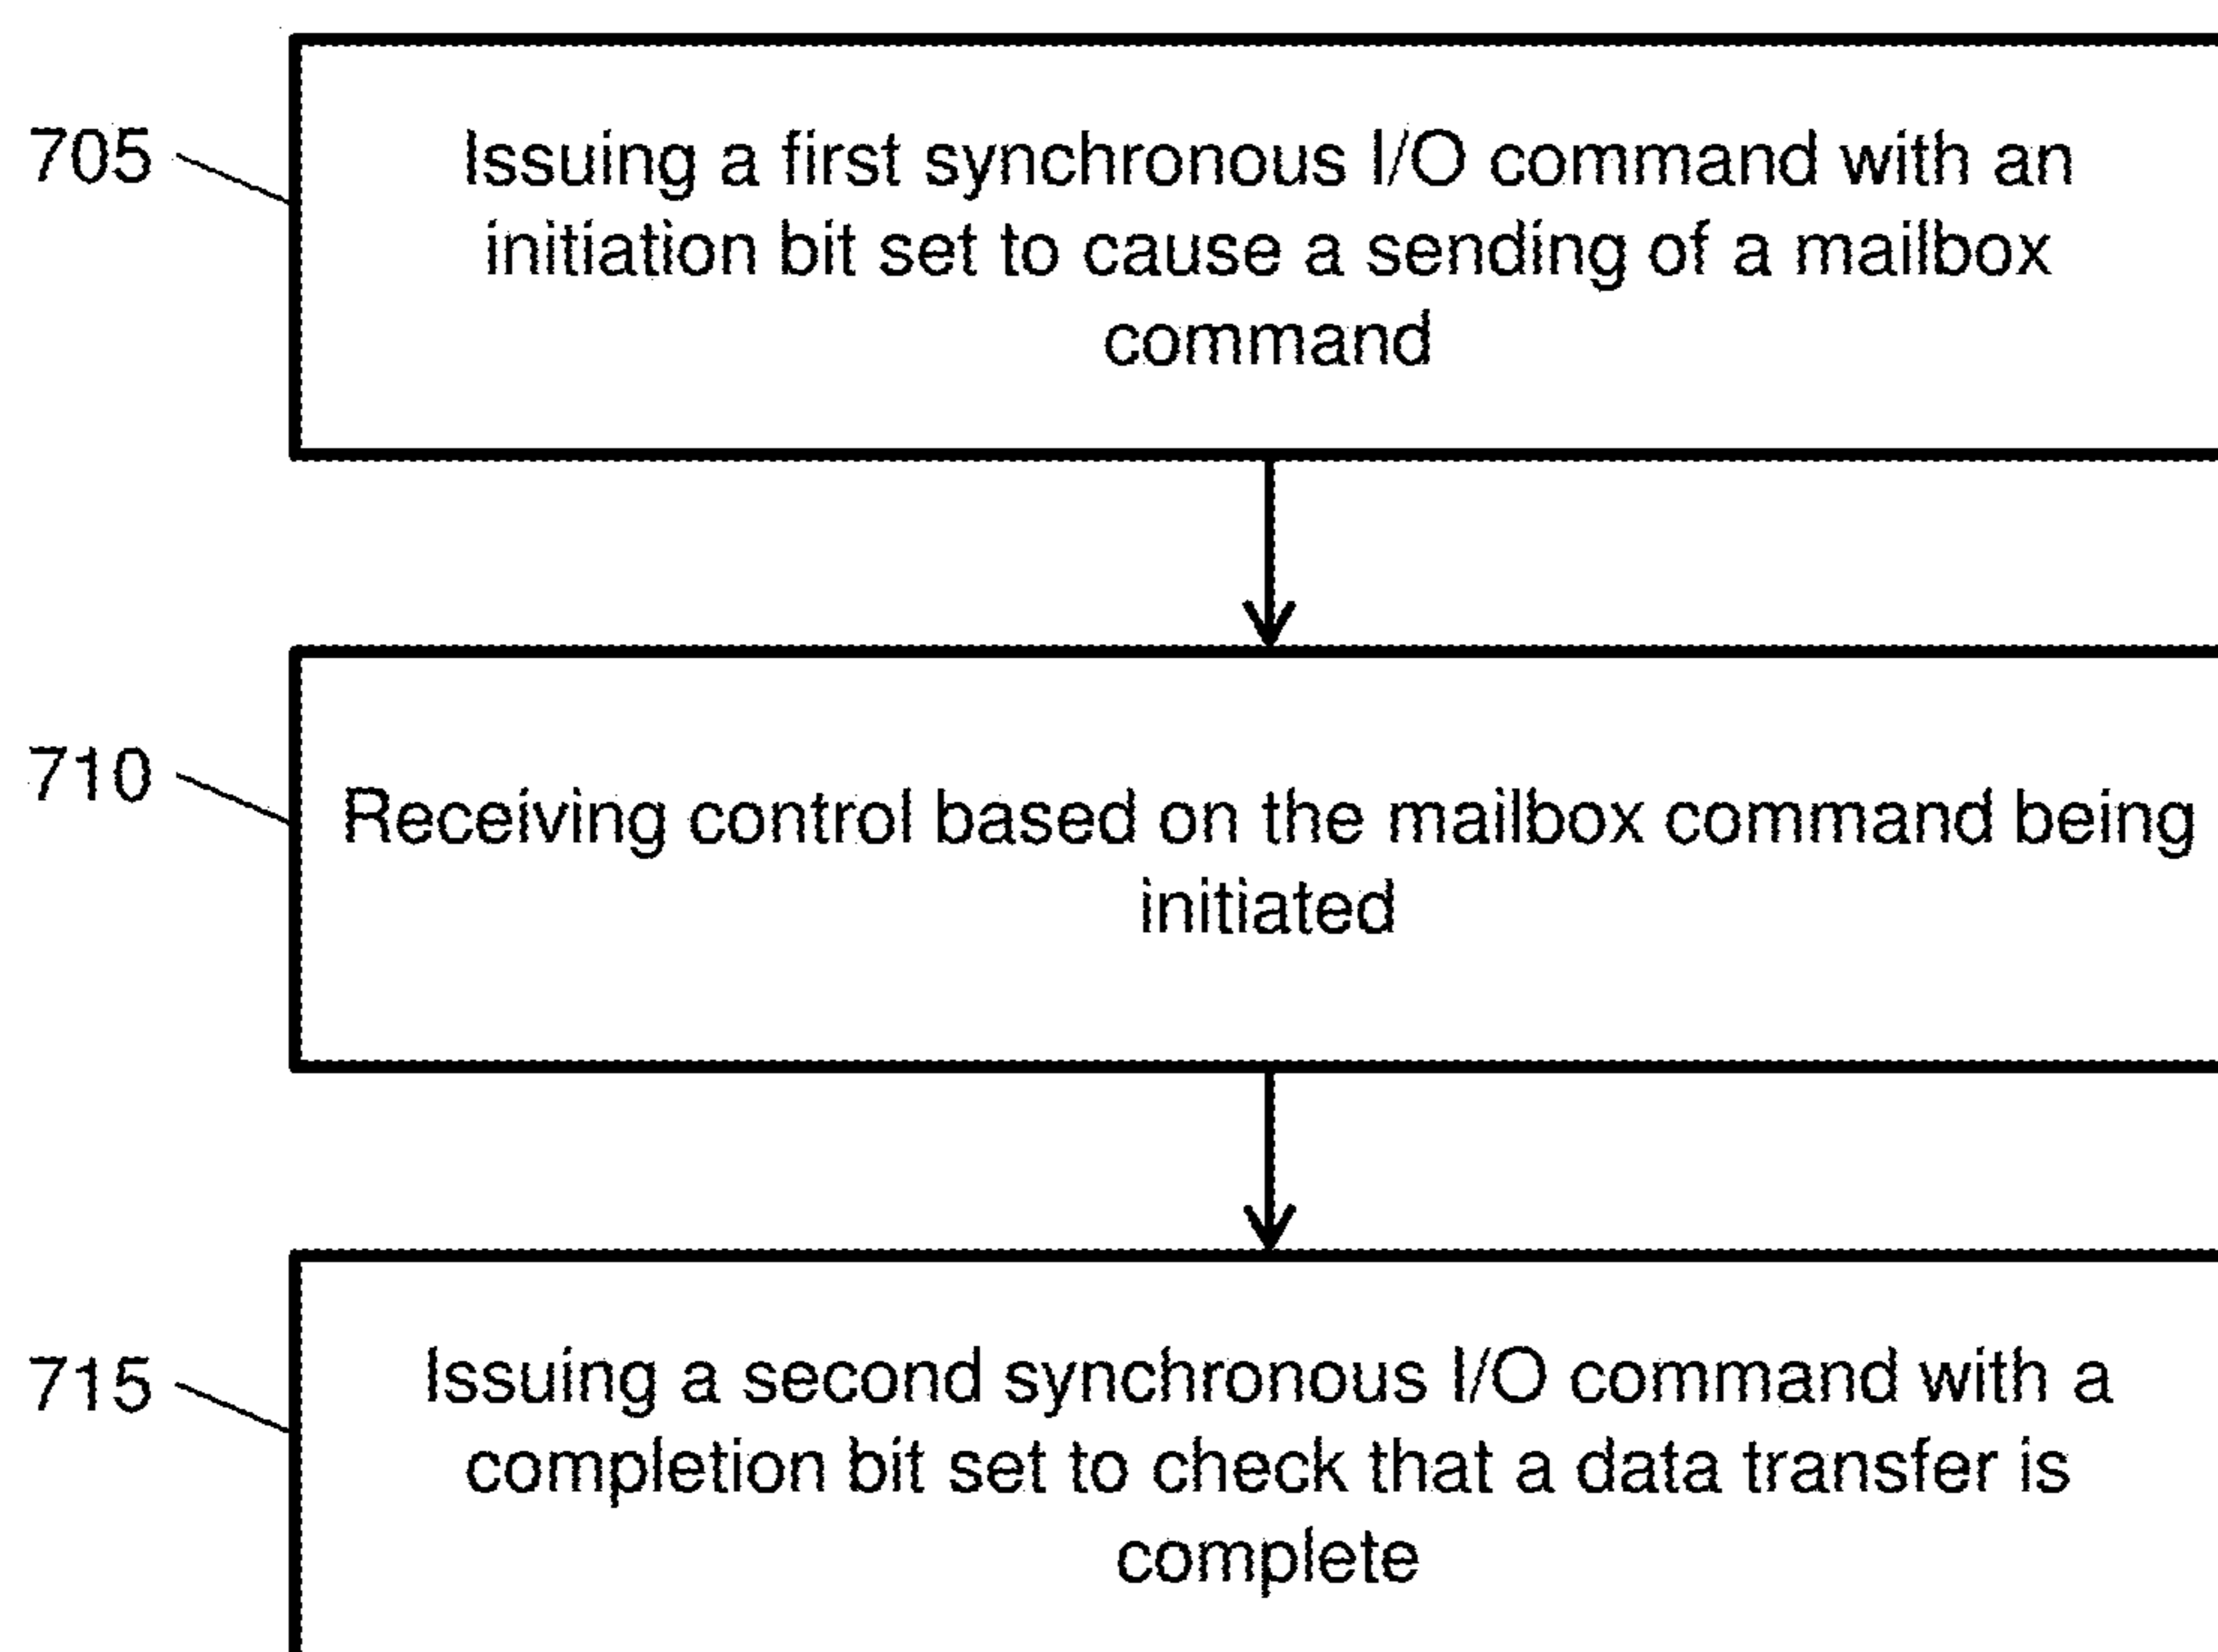 705
Issuing a first synchronous I/O command with an
initiation bit set to cause a sending of a mailbox
command
710
Receiving control based on the mailbox command being
initiated
715
Issuing a second synchronous I/O command with a
completion bit set to check that a data transfer is
complete